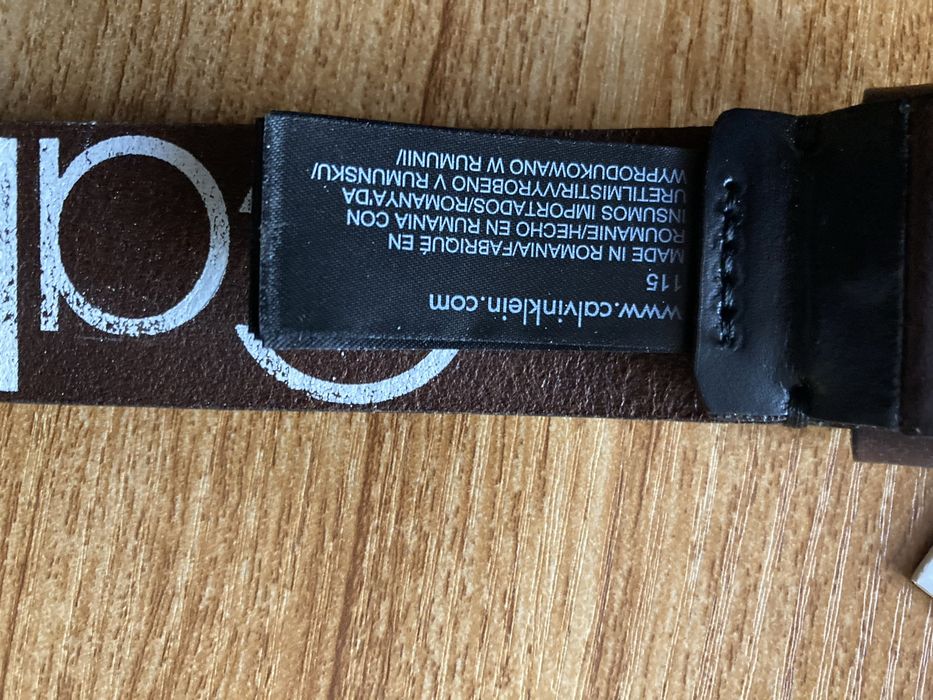 www.calvinklein.com
115
MADE IN ROMANIA/FABRIQUÉ EN
ROUMANIE/HECHO EN RUMANIA CON
INSUMOS IMPORTADOS/ROMANYA'DA
URETILMISTIR/VYROBENO V RUMUNSKU/
WYPRODUKOWANO W RUMUNII/